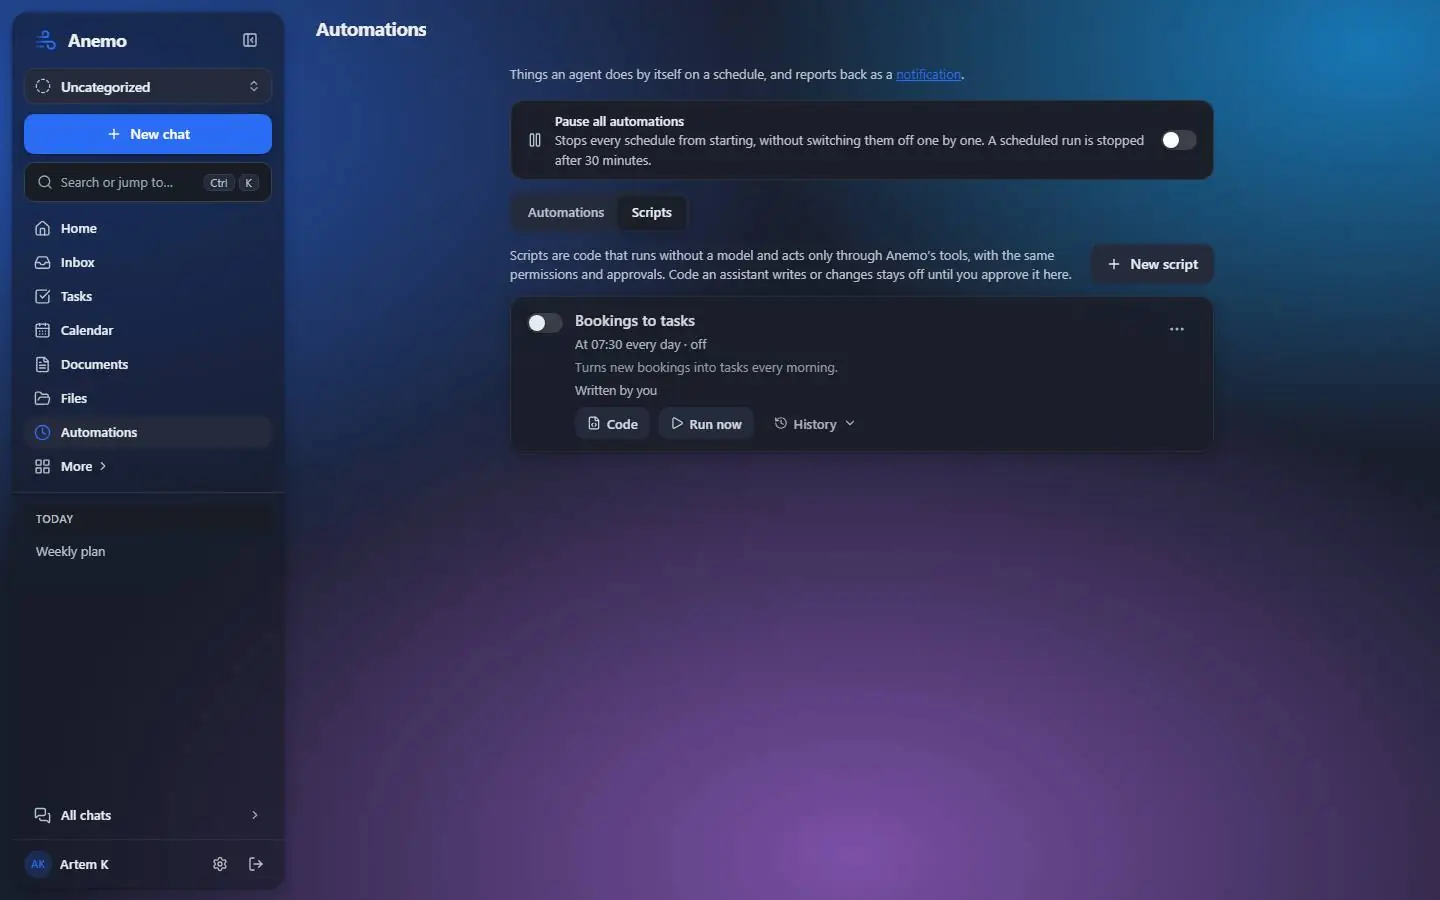 Anemo
Uncategorized
New chat
Search or jump to... Ctrl K
Home
Inbox
Tasks
Calendar
Documents
Files
Automations
More
TODAY
Weekly plan
All chats
AK Artem K
Automations
Things an agent does by itself on a schedule, and reports back as a notification.
Pause all automations
Stops every schedule from starting, without switching them off one by one. A scheduled run is stopped
after 30 minutes.
Automations Scripts
Scripts are code that runs without a model and acts only through Anemo's tools, with the same
permissions and approvals. Code an assistant writes or changes stays off until you approve it here.
New script
Bookings to tasks
At 07:30 every day · off
Turns new bookings into tasks every morning.
Written by you
Code Run now History